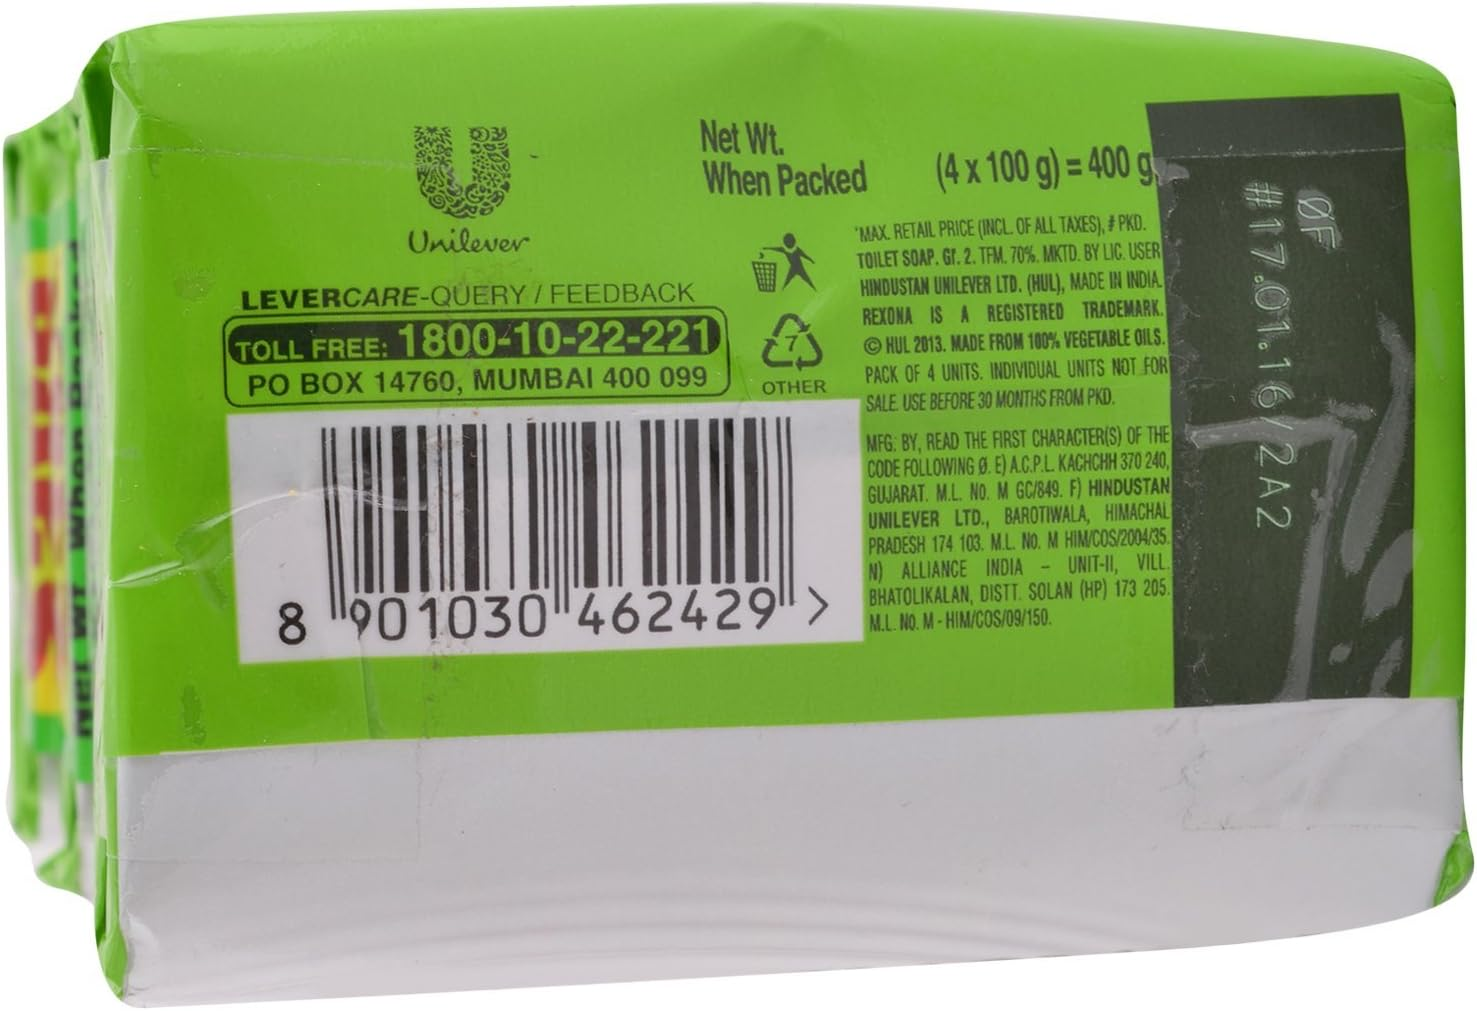 Unilever
LEVERCARE-QUERY / FEEDBACK
TOLL FREE: 1800-10-22-221
PO BOX 14760, MUMBAI 400 099
8 901030 462429 >
Net Wt.
When Packed (4 x 100 g) = 400 g
7
OTHER
*MAX. RETAIL PRICE (INCL. OF ALL TAXES), # PKD.
TOILET SOAP. Gr. 2. TFM. 70%. MKTD. BY LIC. USER
HINDUSTAN UNILEVER LTD. (HUL), MADE IN INDIA.
REXONA IS A REGISTERED TRADEMARK.
© HUL 2013. MADE FROM 100% VEGETABLE OILS.
PACK OF 4 UNITS. INDIVIDUAL UNITS NOT FOR
SALE. USE BEFORE 30 MONTHS FROM PKD.
MFG. BY, READ THE FIRST CHARACTER(S) OF THE
CODE FOLLOWING Ø. E) A.C.P.L. KACHCHH 370 240,
GUJARAT. M.L. No. M GC/849. F) HINDUSTAN
UNILEVER LTD., BAROTIWALA, HIMACHAL
PRADESH 174 103. M.L. No. M HIM/COS/2004/35.
N) ALLIANCE INDIA – UNIT-II, VILL.
BHATOLIKALAN, DISTT. SOLAN (HP) 173 205.
M.L. No. M - HIM/COS/09/150.
ØF
#17.01.16/2A2
Net Wt. When Packed